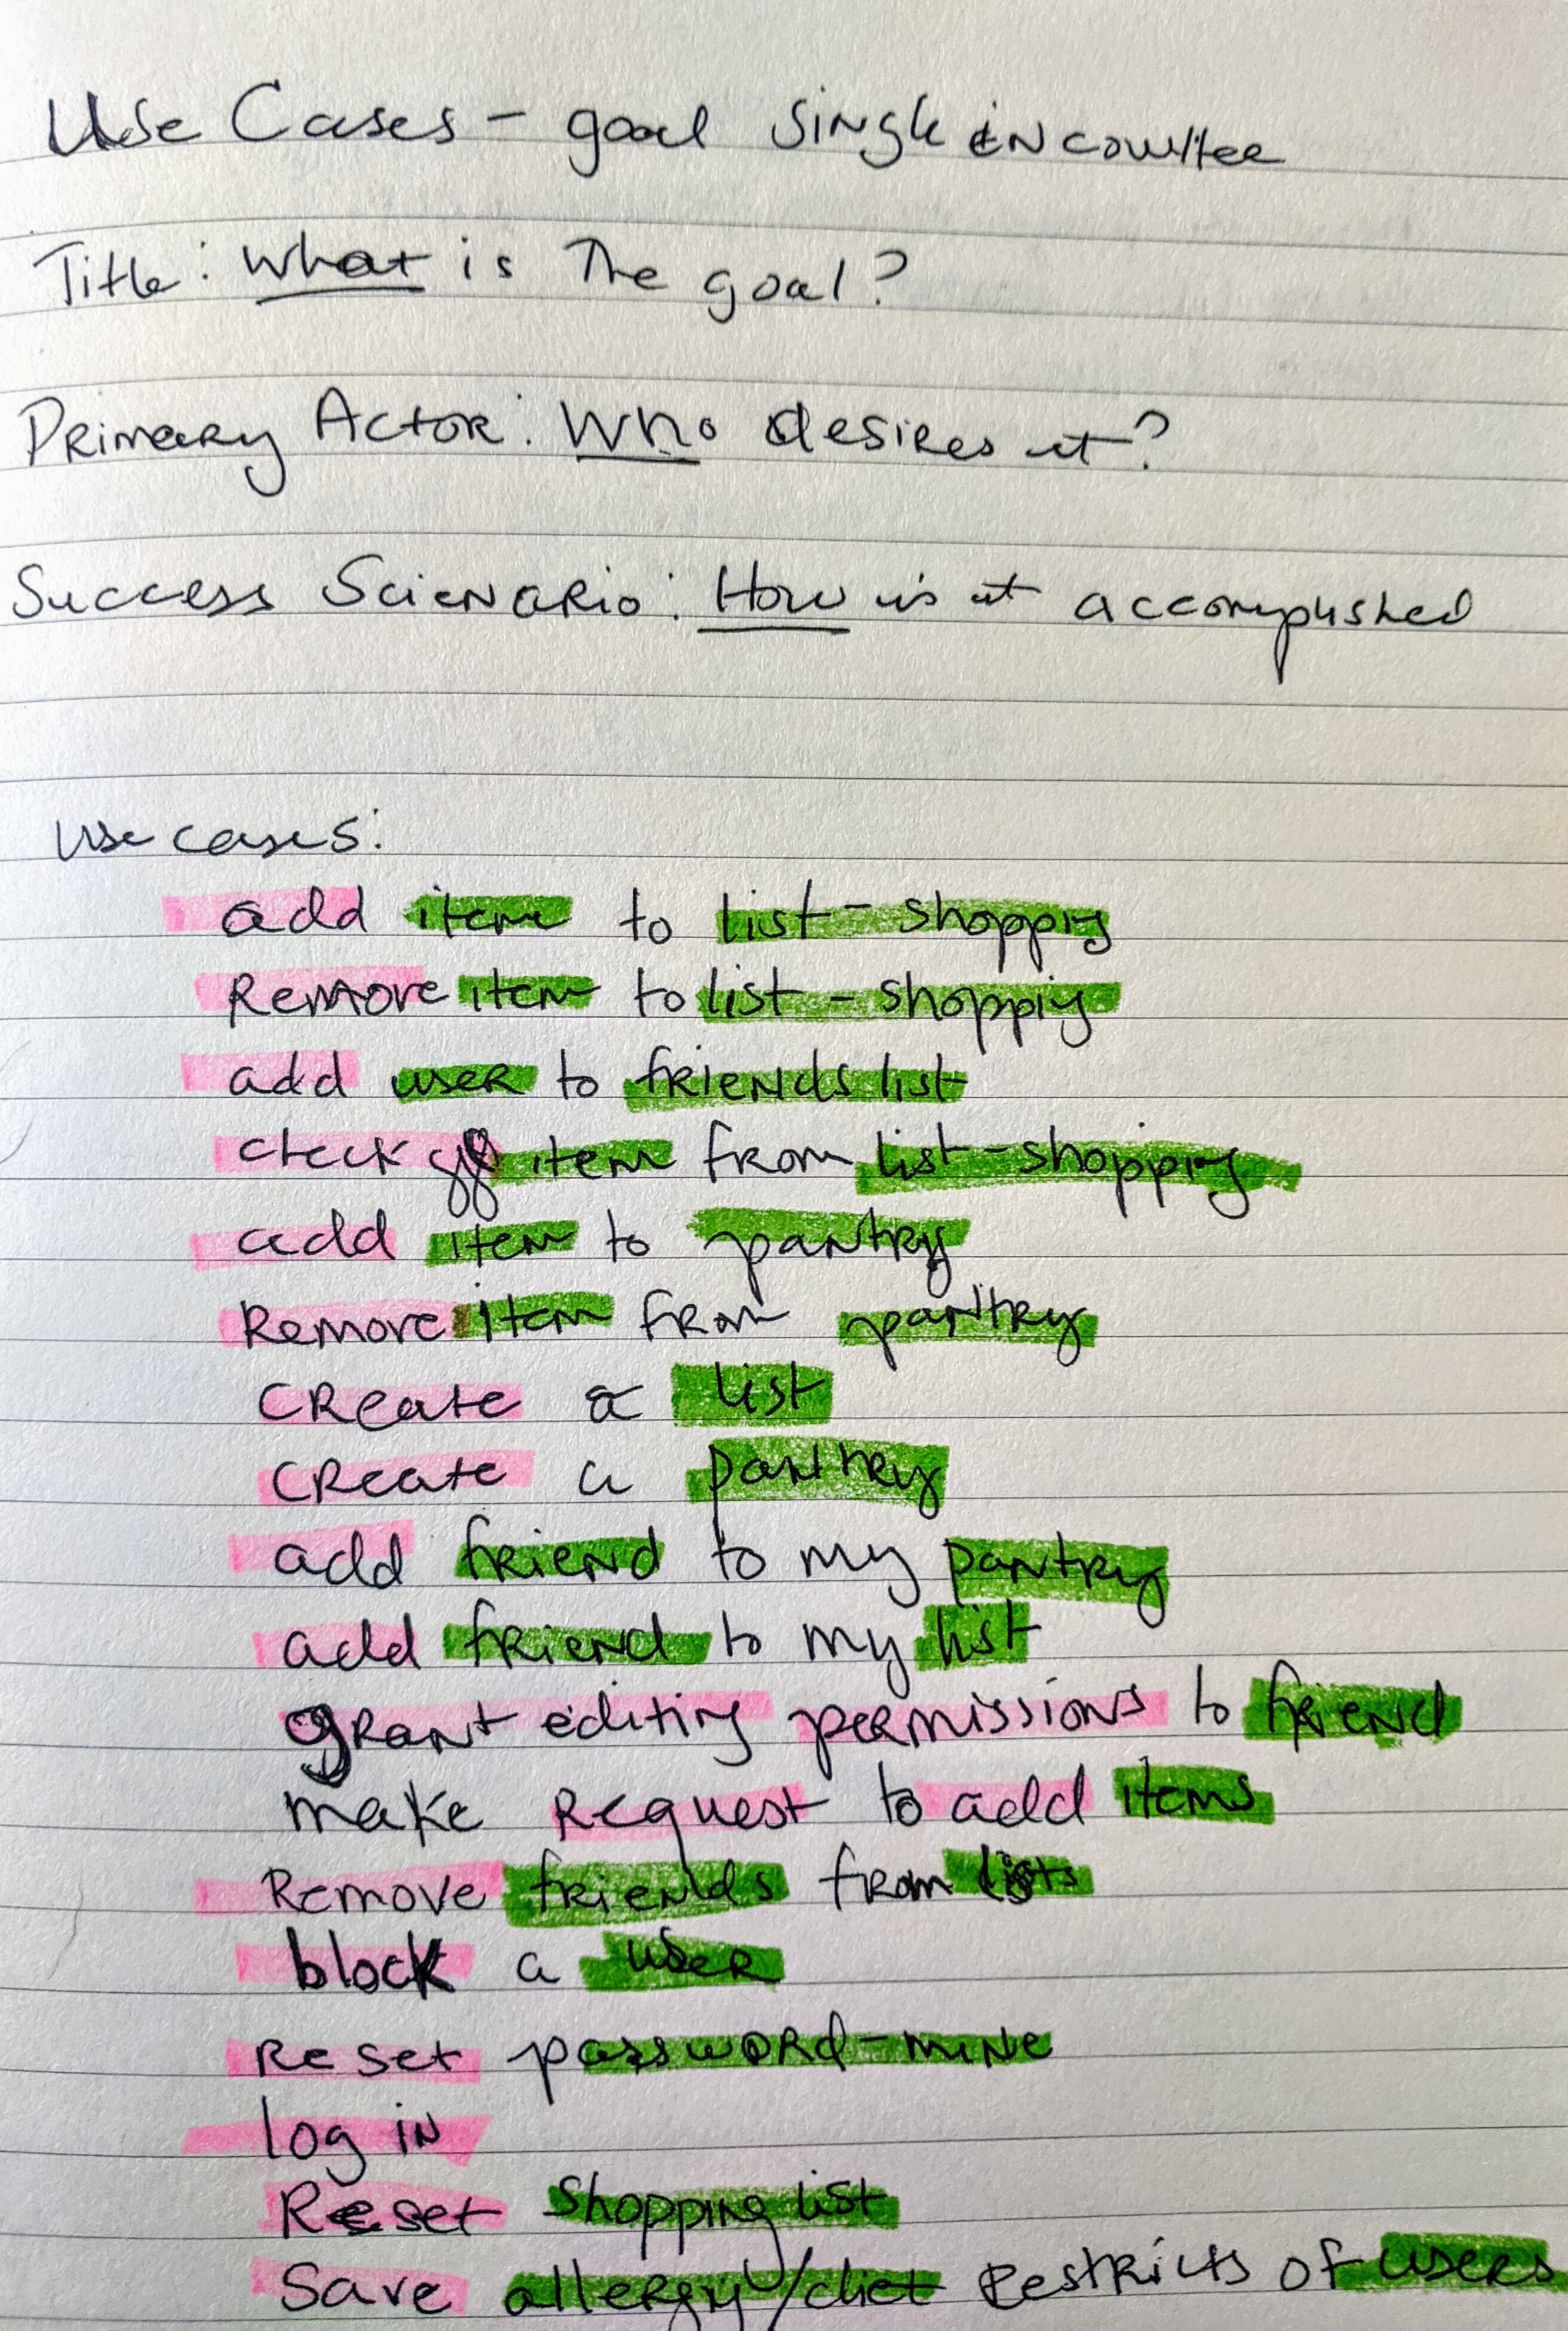 Use Cases - goal single encounter
Title: What is The goal?
Primary Actor: Who desires it?
Success Scienario: How is it accomplished
Use cases:
add item to list - shopping
Remove item to list - shopping
add user to friends list
check off item from list - shopping
add item to pantry
Remove item from pantry
Create a list
Create a pantry
add friend to my pantry
add friend to my list
grant editing permissions to friend
make Request to add items
Remove friends from lists
block a user
Reset password - mine
log in
Reset shopping list
Save allergy/diet Restricts of users